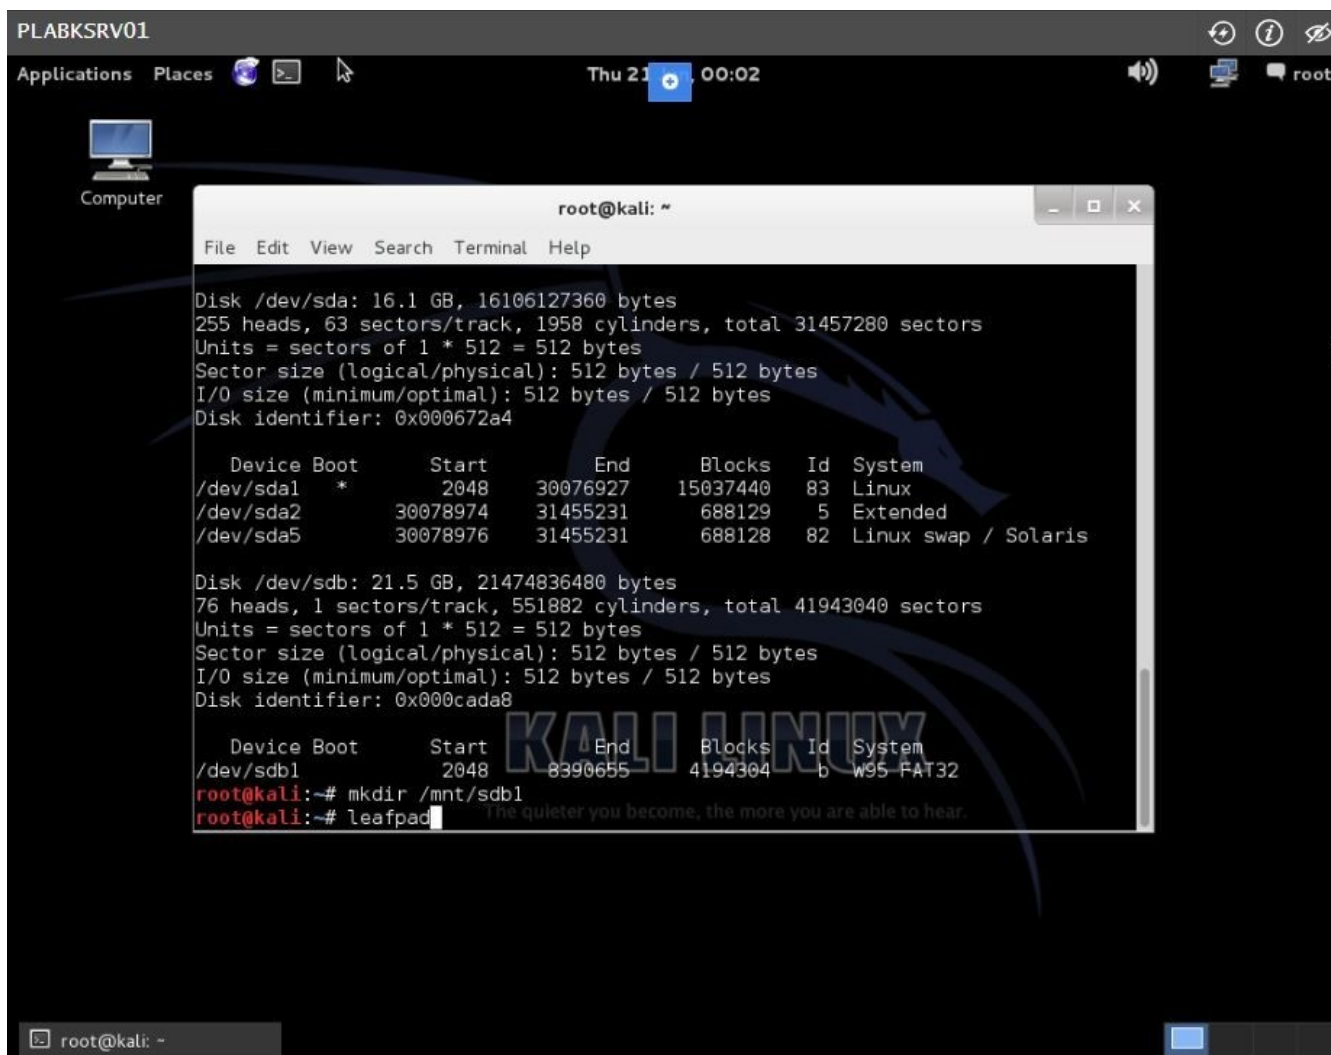 PLABKSRV01
Applications Places
Thu 21 , 00:02
root
Computer
root@kali: ~
File Edit View Search Terminal Help
Disk /dev/sda: 16.1 GB, 16106127360 bytes
255 heads, 63 sectors/track, 1958 cylinders, total 31457280 sectors
Units = sectors of 1 * 512 = 512 bytes
Sector size (logical/physical): 512 bytes / 512 bytes
I/O size (minimum/optimal): 512 bytes / 512 bytes
Disk identifier: 0x000672a4
Device Boot Start End Blocks Id System
/dev/sda1 * 2048 30076927 15037440 83 Linux
/dev/sda2 30078974 31455231 688129 5 Extended
/dev/sda5 30078976 31455231 688128 82 Linux swap / Solaris
Disk /dev/sdb: 21.5 GB, 21474836480 bytes
76 heads, 1 sectors/track, 551882 cylinders, total 41943040 sectors
Units = sectors of 1 * 512 = 512 bytes
Sector size (logical/physical): 512 bytes / 512 bytes
I/O size (minimum/optimal): 512 bytes / 512 bytes
Disk identifier: 0x000cada8
KALI LINUX
Device Boot Start End Blocks Id System
/dev/sdb1 2048 8390655 4194304 b W95 FAT32
root@kali:~# mkdir /mnt/sdb1
root@kali:~# leafpad
The quieter you become, the more you are able to hear.
root@kali: ~